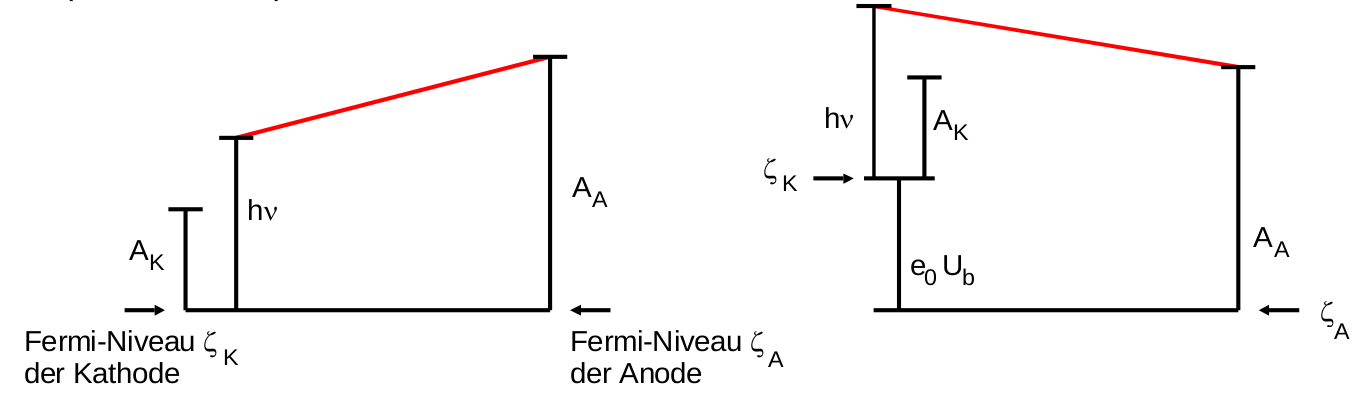 hν
A_K
A_A
Fermi-Niveau ζ_K
der Kathode
Fermi-Niveau ζ_A
der Anode
hν
A_K
ζ_K
e_0 U_b
A_A
ζ_A